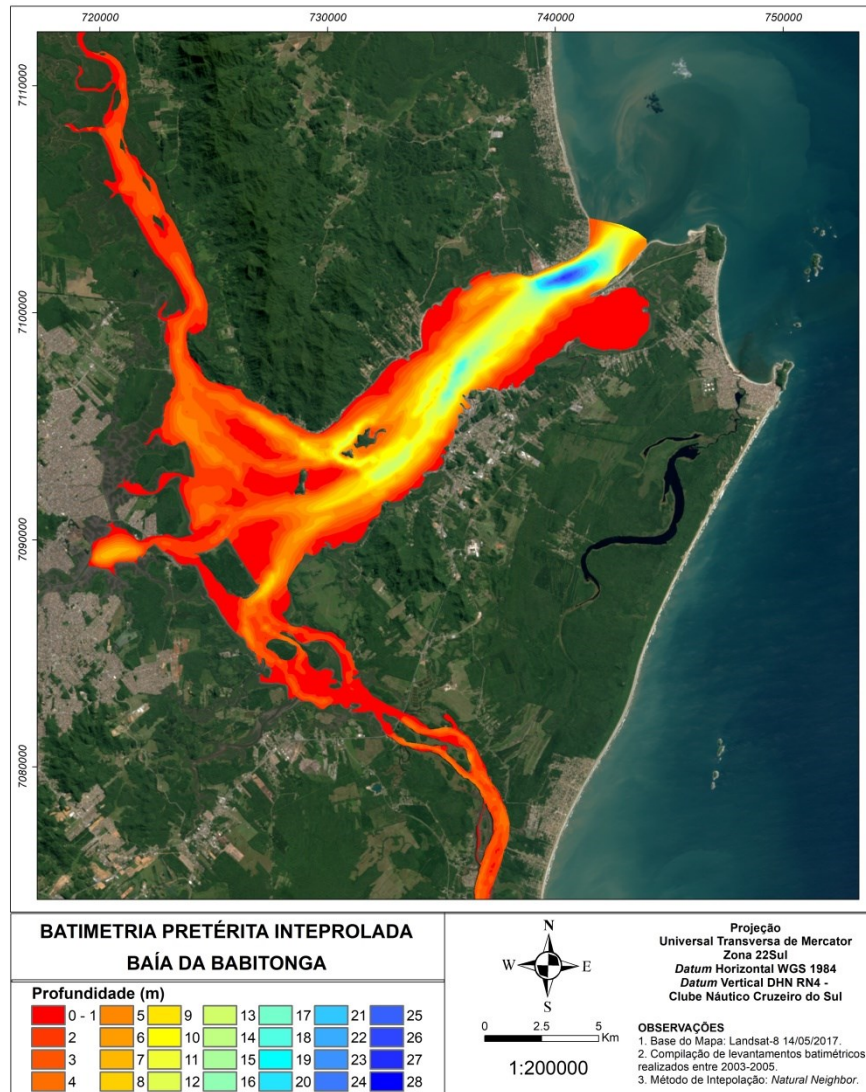 720000 730000 740000 750000
7110000
7100000
7090000
7080000
BATIMETRIA PRETÉRITA INTEPROLADA
BAÍA DA BABITONGA
Profundidade (m)
0 - 1 5 9 13 17 21 25
2 6 10 14 18 22 26
3 7 11 15 19 23 27
4 8 12 16 20 24 28
N
W E
S
0 2.5 5
Km
1:200000
Projeção
Universal Transversa de Mercator
Zona 22Sul
Datum Horizontal WGS 1984
Datum Vertical DHN RN4 -
Clube Náutico Cruzeiro do Sul
OBSERVAÇÕES
1. Base do Mapa: Landsat-8 14/05/2017.
2. Compilação de levantamentos batimétricos
realizados entre 2003-2005.
3. Método de Intepolação: Natural Neighbor.